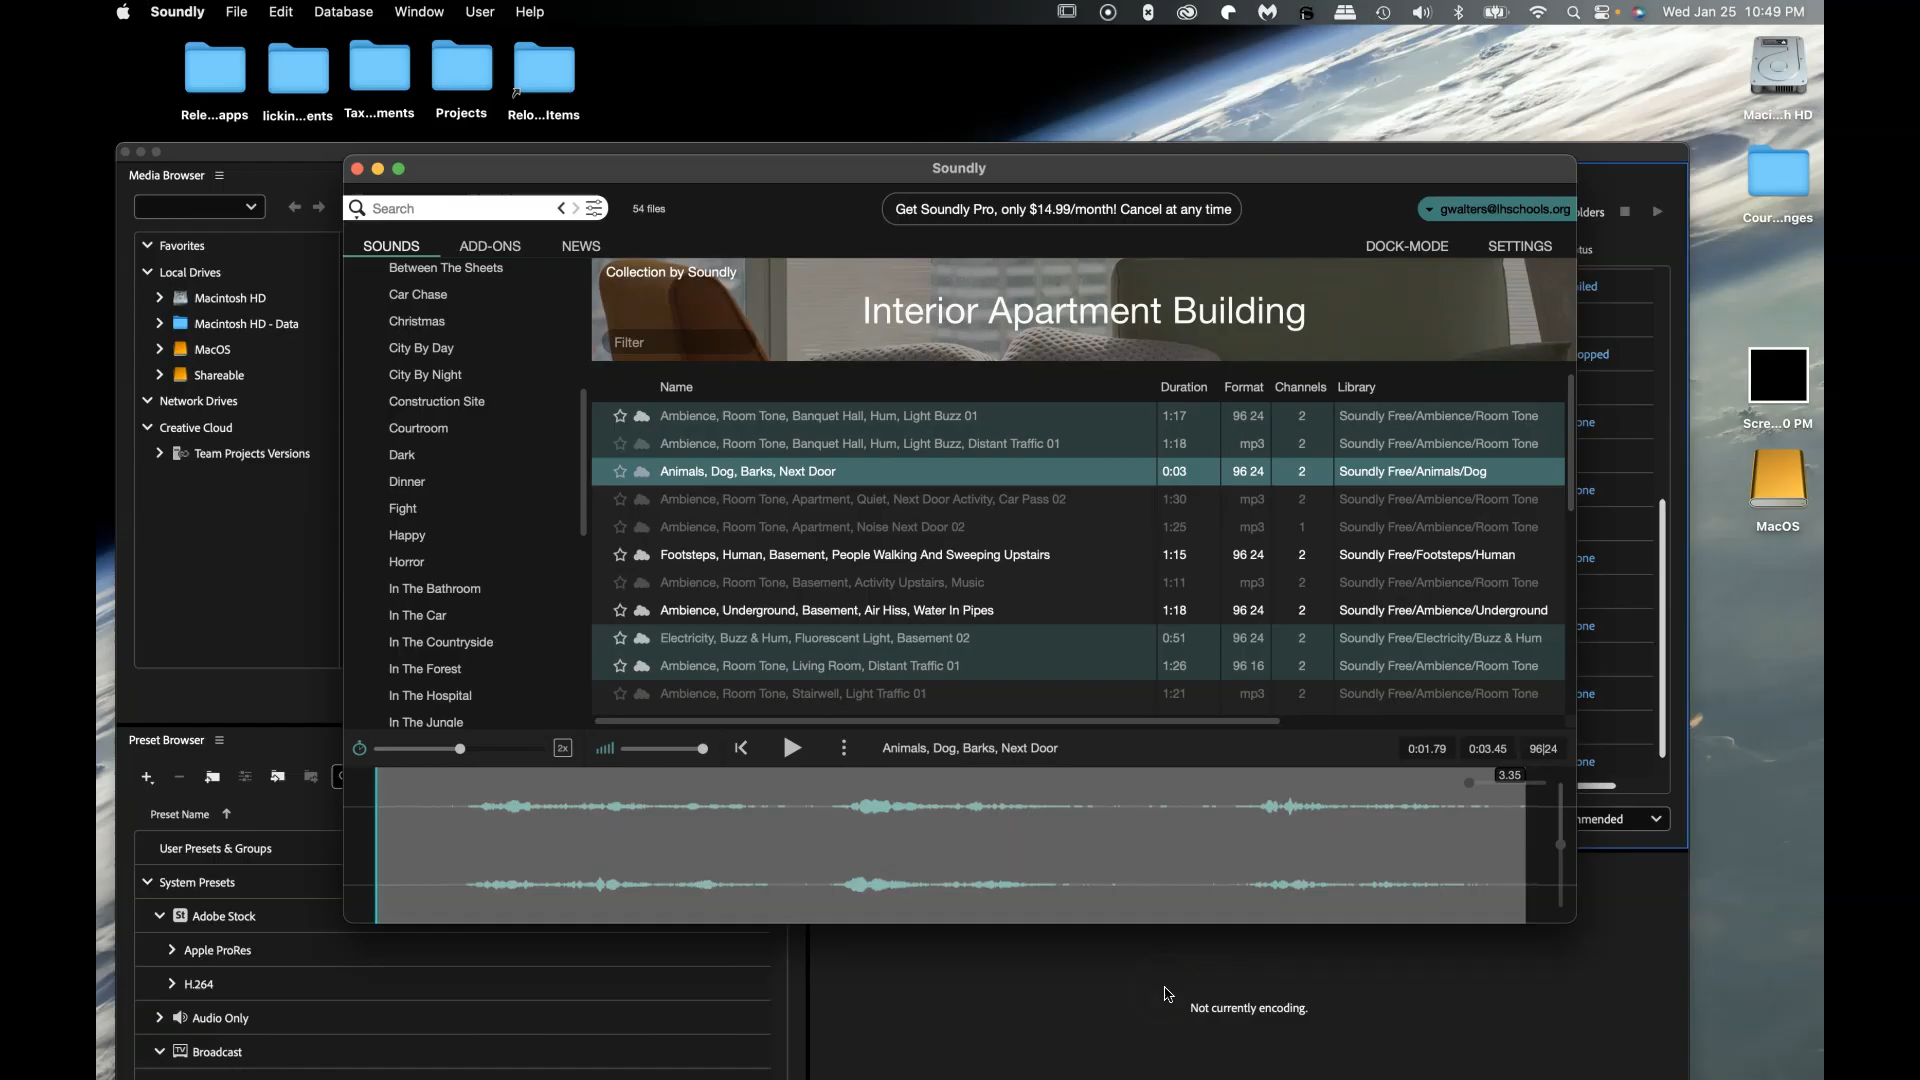 Soundly File Edit Database Window User Help
Wed Jan 25 10:49 PM
Rele...apps
lickin...ents
Tax...ments
Projects
Relo...Items
Maci...h HD
Cour...nges
Scre...0 PM
MacOS
Media Browser
Favorites
Local Drives
Macintosh HD
Macintosh HD - Data
MacOS
Shareable
Network Drives
Creative Cloud
Team Projects Versions
Preset Browser
Preset Name
User Presets & Groups
System Presets
St Adobe Stock
Apple ProRes
H.264
Audio Only
TV Broadcast
Soundly
Search
54 files
Get Soundly Pro, only $14.99/month! Cancel at any time
gwalters@lhschools.org
SOUNDS ADD-ONS NEWS
DOCK-MODE SETTINGS
Between The Sheets
Car Chase
Christmas
City By Day
City By Night
Construction Site
Courtroom
Dark
Dinner
Fight
Happy
Horror
In The Bathroom
In The Car
In The Countryside
In The Forest
In The Hospital
In The Jungle
Collection by Soundly
Interior Apartment Building
Filter
Name Duration Format Channels Library
Ambience, Room Tone, Banquet Hall, Hum, Light Buzz 01 1:17 96 24 2 Soundly Free/Ambience/Room Tone
Ambience, Room Tone, Banquet Hall, Hum, Light Buzz, Distant Traffic 01 1:18 mp3 2 Soundly Free/Ambience/Room Tone
Animals, Dog, Barks, Next Door 0:03 96 24 2 Soundly Free/Animals/Dog
Ambience, Room Tone, Apartment, Quiet, Next Door Activity, Car Pass 02 1:30 mp3 2 Soundly Free/Ambience/Room Tone
Ambience, Room Tone, Apartment, Noise Next Door 02 1:25 mp3 1 Soundly Free/Ambience/Room Tone
Footsteps, Human, Basement, People Walking And Sweeping Upstairs 1:15 96 24 2 Soundly Free/Footsteps/Human
Ambience, Room Tone, Basement, Activity Upstairs, Music 1:11 mp3 2 Soundly Free/Ambience/Room Tone
Ambience, Underground, Basement, Air Hiss, Water In Pipes 1:18 96 24 2 Soundly Free/Ambience/Underground
Electricity, Buzz & Hum, Fluorescent Light, Basement 02 0:51 96 24 2 Soundly Free/Electricity/Buzz & Hum
Ambience, Room Tone, Living Room, Distant Traffic 01 1:26 96 16 2 Soundly Free/Ambience/Room Tone
Ambience, Room Tone, Stairwell, Light Traffic 01 1:21 mp3 2 Soundly Free/Ambience/Room Tone
2x
Animals, Dog, Barks, Next Door
0:01.79 0:03.45 96|24
3.35
olders
tus
iled
opped
one
one
one
one
one
one
nmended
Not currently encoding.